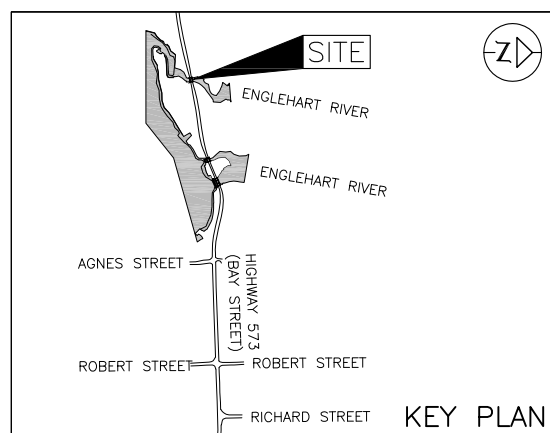 SITE
Z
ENGLEHART RIVER
ENGLEHART RIVER
AGNES STREET
HIGHWAY 573
(BAY STREET)
ROBERT STREET
ROBERT STREET
RICHARD STREET
KEY PLAN